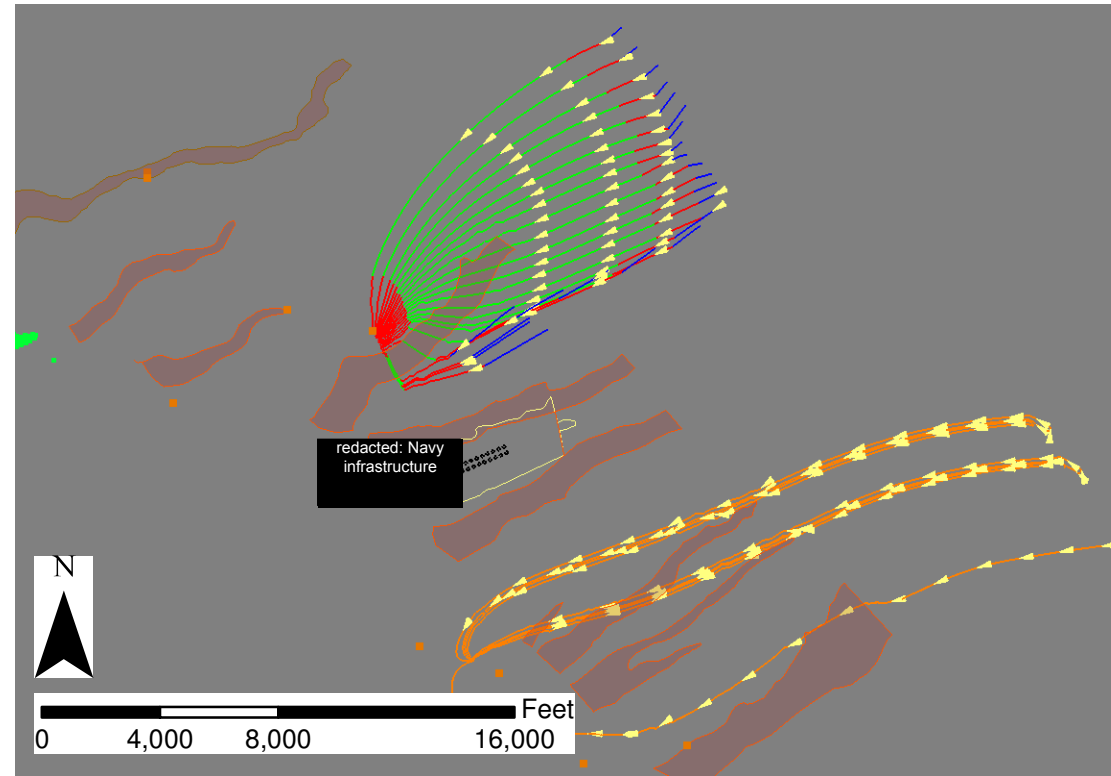 redacted: Navy
infrastructure
N
Feet
0 4,000 8,000 16,000